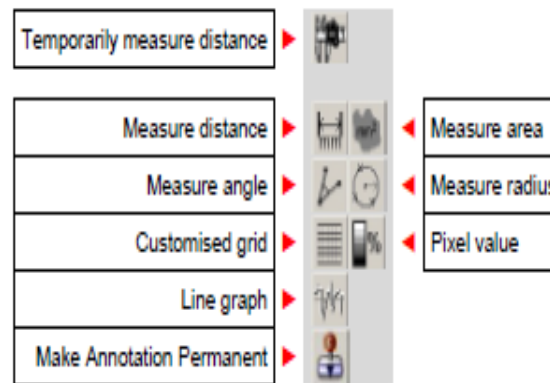 Temporarily measure distance
Measure distance
Measure area
Measure angle
Measure radius
Customised grid
%
Pixel value
Line graph
Make Annotation Permanent